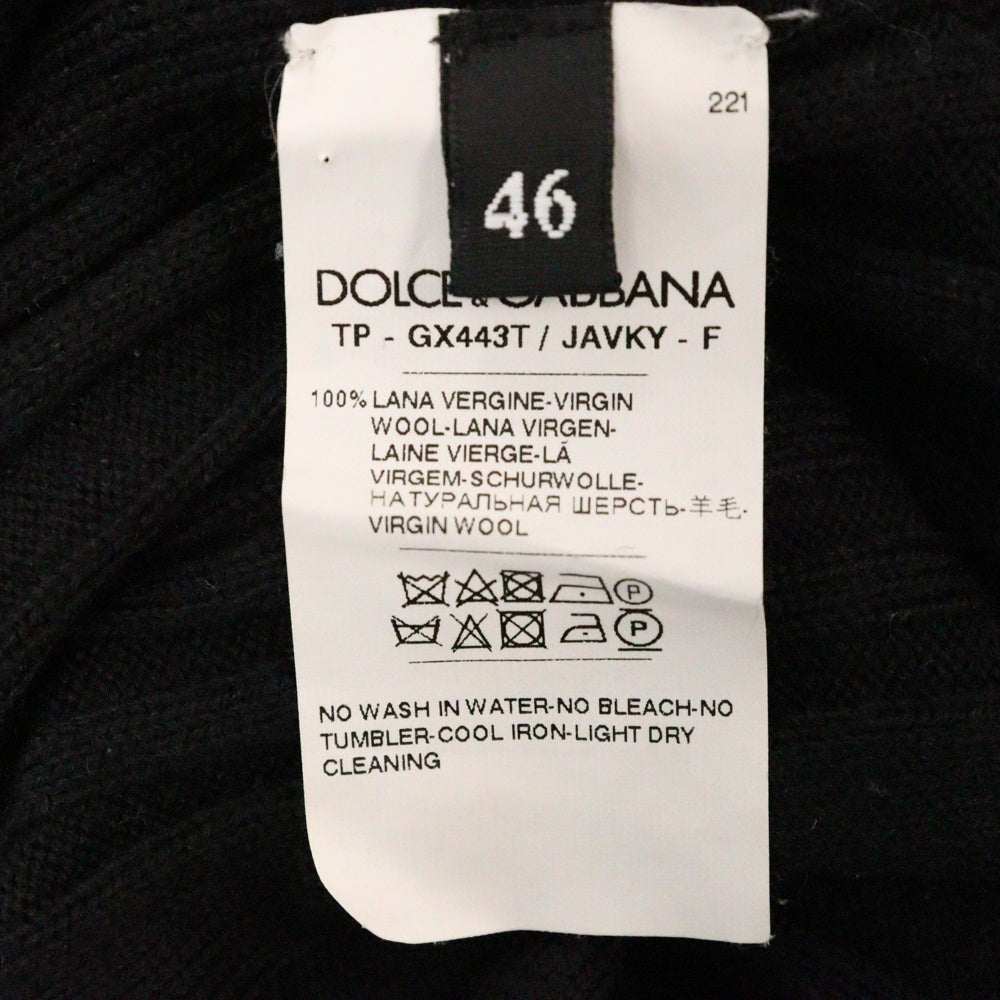 221
46
DOLCE & GABBANA
TP - GX443T / JAVKY - F
100% LANA VERGINE-VIRGIN
WOOL-LANA VIRGEN-
LAINE VIERGE-LÃ
VIRGEM-SCHURWOLLE-
НАТУРАЛЬНАЯ ШЕРСТЬ-羊毛-
VIRGIN WOOL
P
P
NO WASH IN WATER-NO BLEACH-NO
TUMBLER-COOL IRON-LIGHT DRY
CLEANING